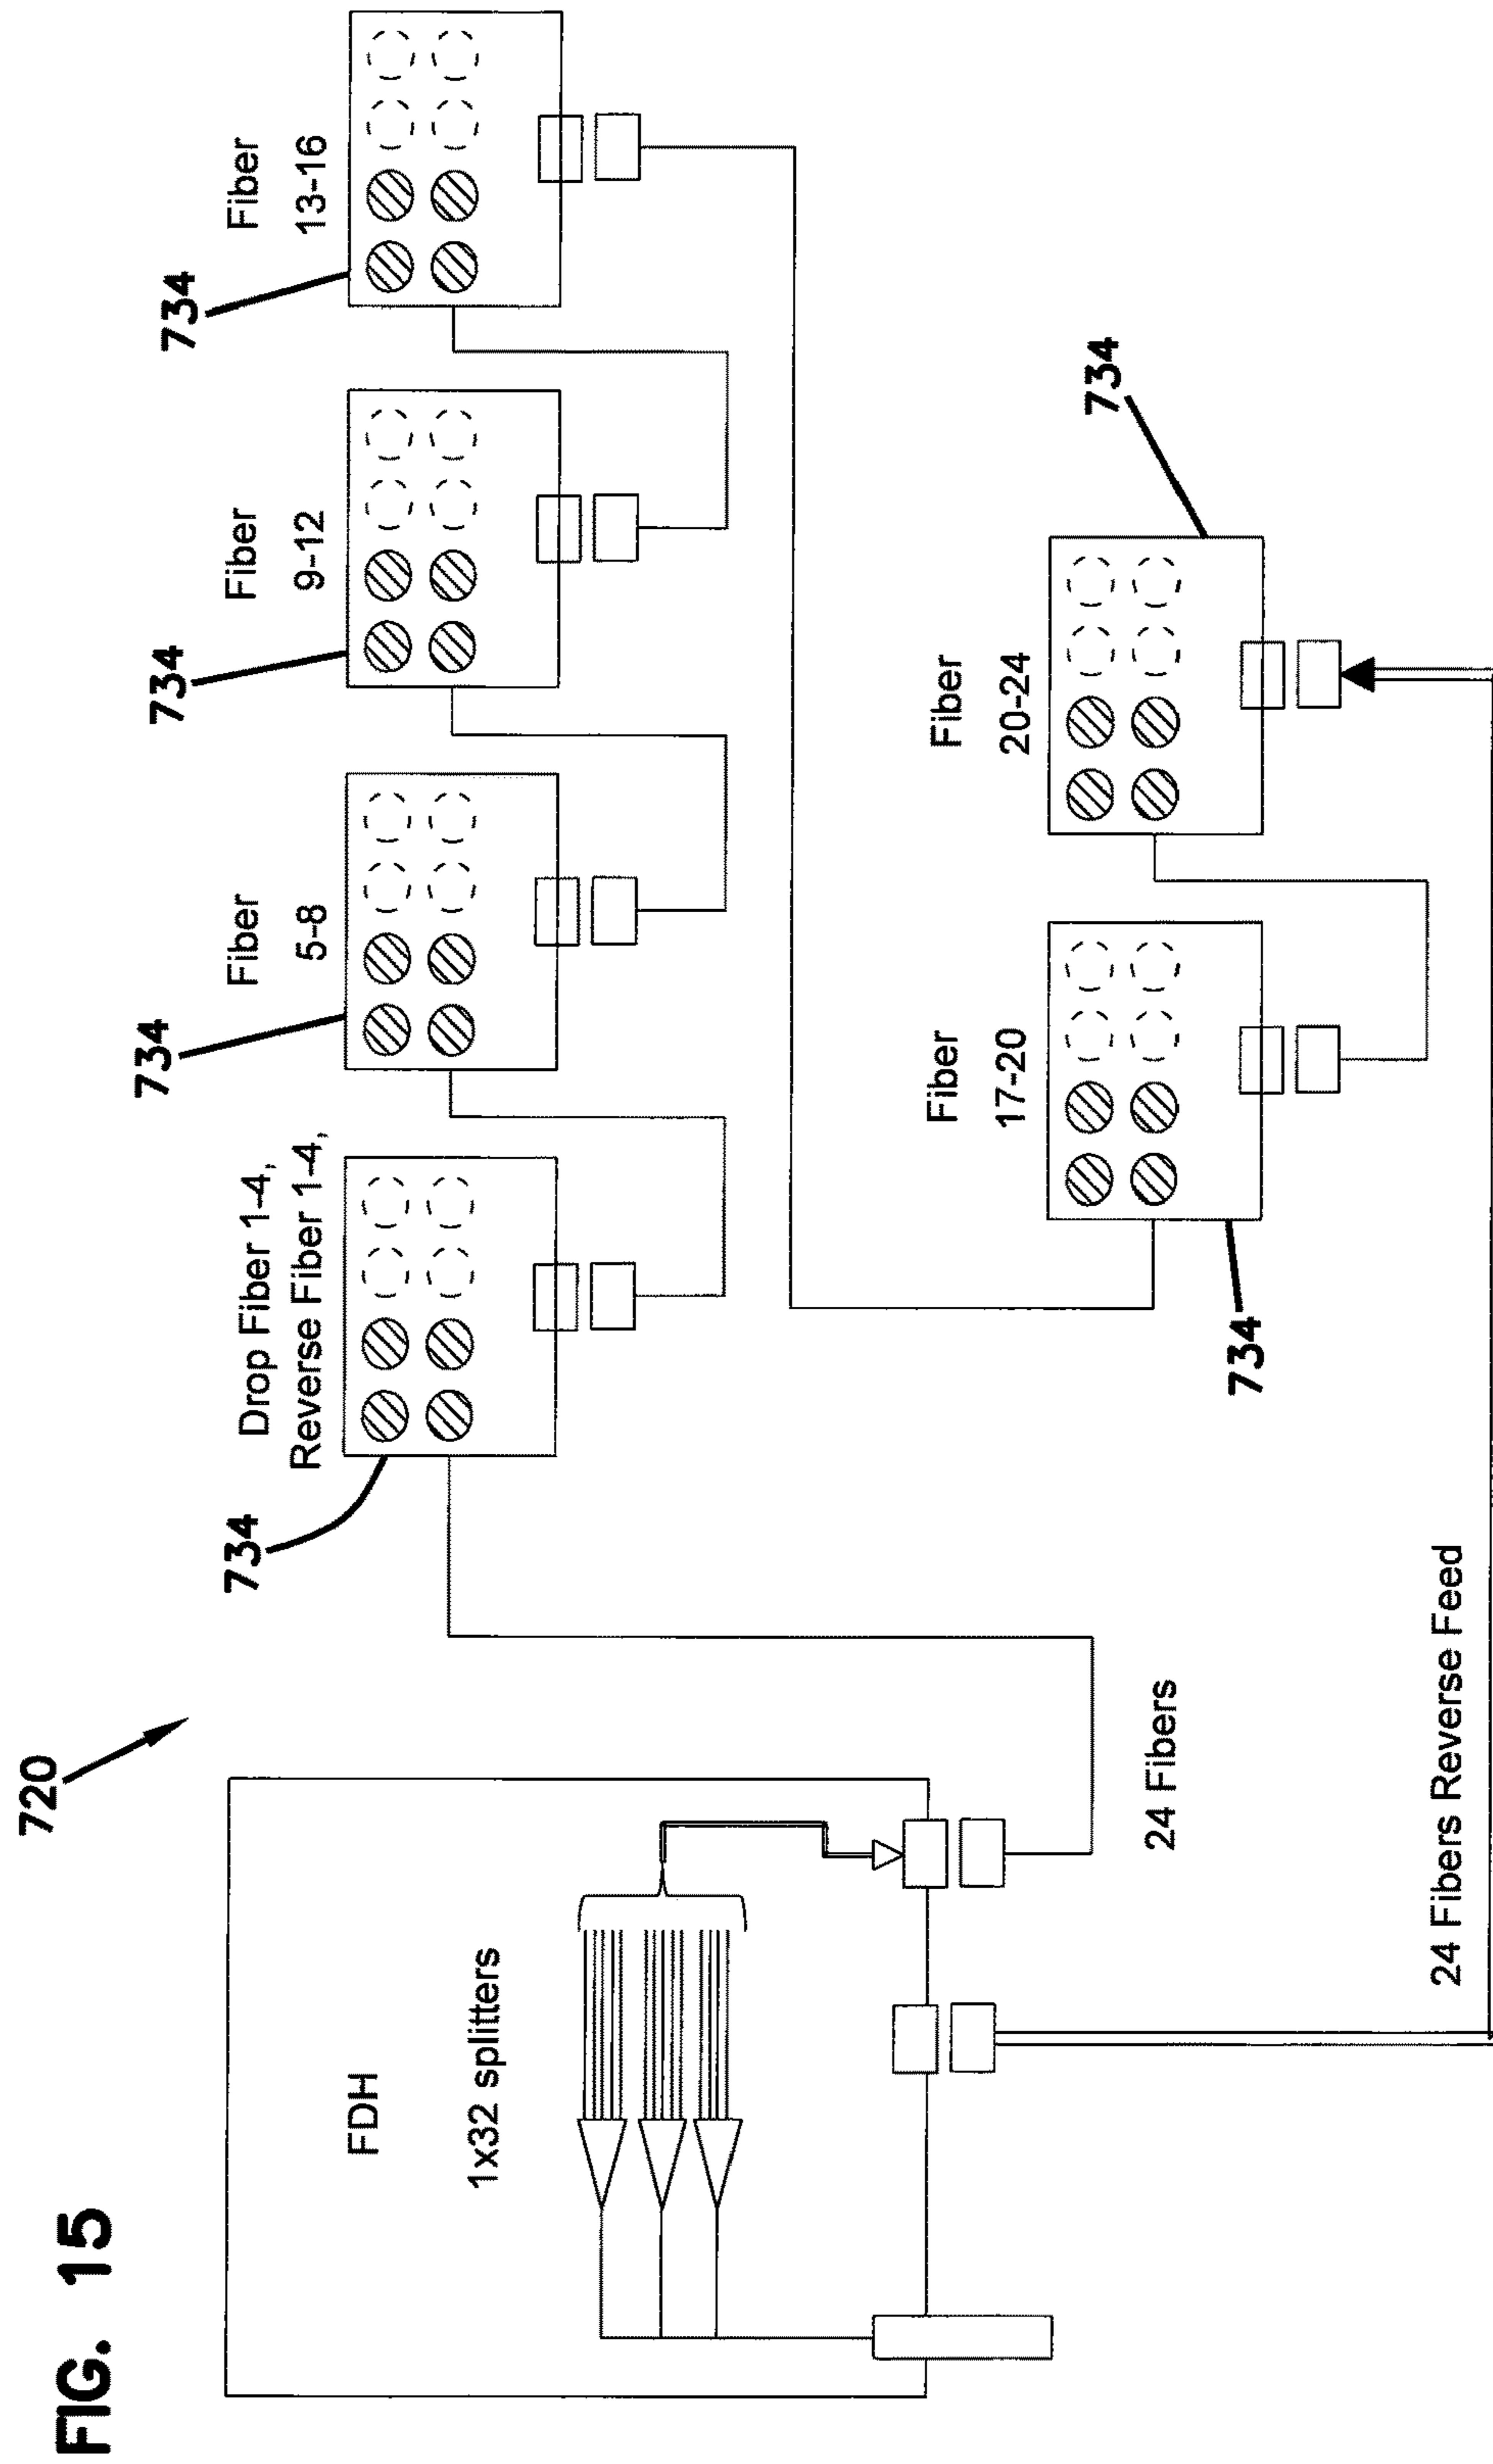 FIG. 15
720
FDH
1x32 splitters
24 Fibers
24 Fibers Reverse Feed
734
Drop Fiber 1-4,
Reverse Fiber 1-4,
734
Fiber
5-8
734
Fiber
9-12
734
Fiber
13-16
734
Fiber
17-20
734
Fiber
20-24